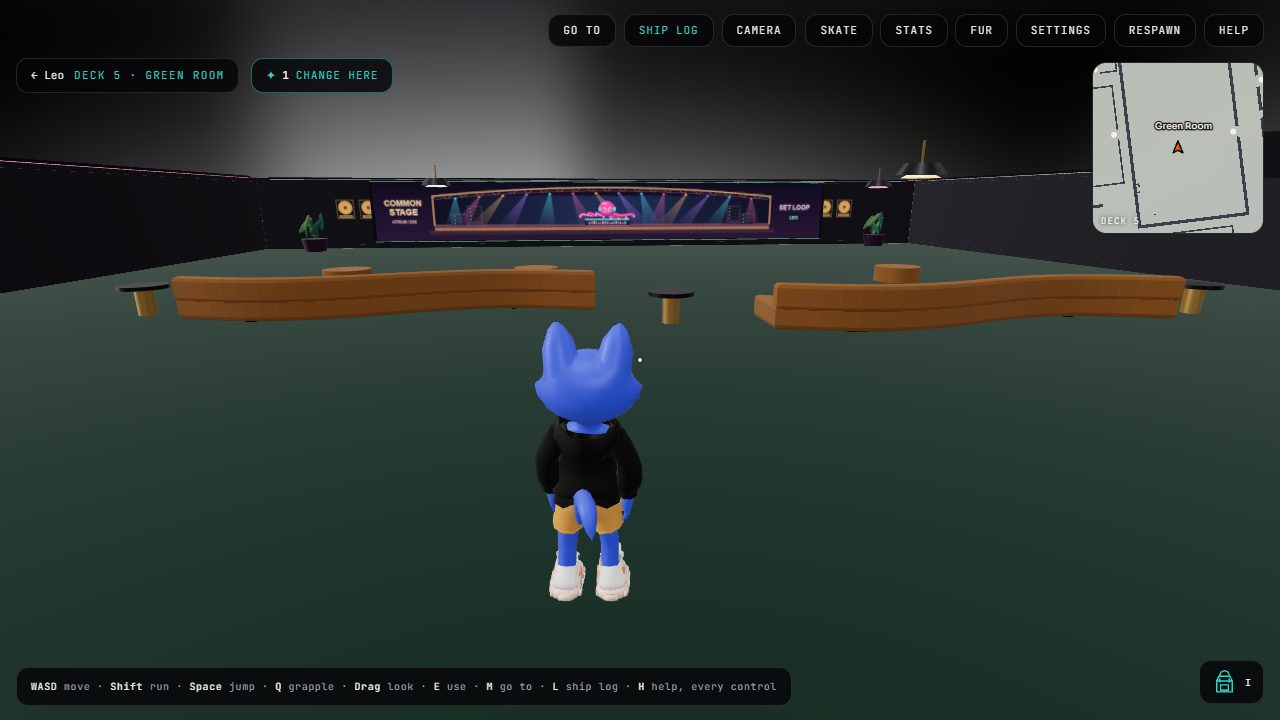 GO TO
SHIP LOG
CAMERA
SKATE
STATS
FUR
SETTINGS
RESPAWN
HELP
← Leo DECK 5 · GREEN ROOM
✦ 1 CHANGE HERE
Green Room
DECK 5
COMMON
STAGE
SET LOOP
LEO
WASD move · Shift run · Space jump · Q grapple · Drag look · E use · M go to · L ship log · H help, every control
I